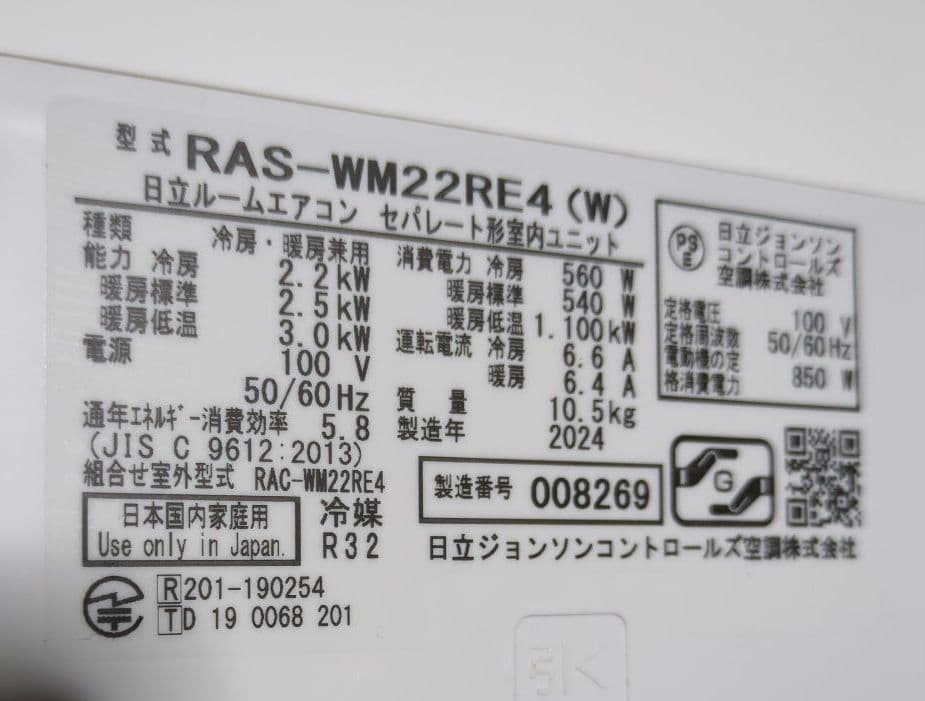 型式 RAS-WM22RE4 (W)
日立ルームエアコン セパレート形室内ユニット
種類 冷房・暖房兼用
能力 冷房 2.2 kW
暖房標準 2.5 kW
暖房低温 3.0 kW
電源 100 V
50/60 Hz
通年エネルギー消費効率 5.8
(JIS C 9612:2013)
組合せ室外型式 RAC-WM22RE4
日本国内家庭用
Use only in Japan.
冷媒
R32
R 201-190254
T D 19 0068 201
消費電力 冷房 560 W
暖房標準 540 W
暖房低温 1.100 kW
運転電流 冷房 6.6 A
暖房 6.4 A
質量 10.5 kg
製造年 2024
製造番号 008269
日立ジョンソンコントロールズ空調株式会社
PS
E
日立ジョンソン
コントロールズ
空調株式会社
定格電圧 100 V
定格周波数 50/60 Hz
電動機の定
格消費電力 850 W
G
引く